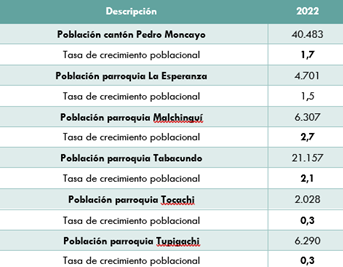 Descripción 2022
Población cantón Pedro Moncayo 40.483
Tasa de crecimiento poblacional 1,7
Población parroquia La Esperanza 4.701
Tasa de crecimiento poblacional 1,5
Población parroquia Malchinguí 6.307
Tasa de crecimiento poblacional 2,7
Población parroquia Tabacundo 21.157
Tasa de crecimiento poblacional 2,1
Población parroquia Tocachi 2.028
Tasa de crecimiento poblacional 0,3
Población parroquia Tupigachi 6.290
Tasa de crecimiento poblacional 0,3